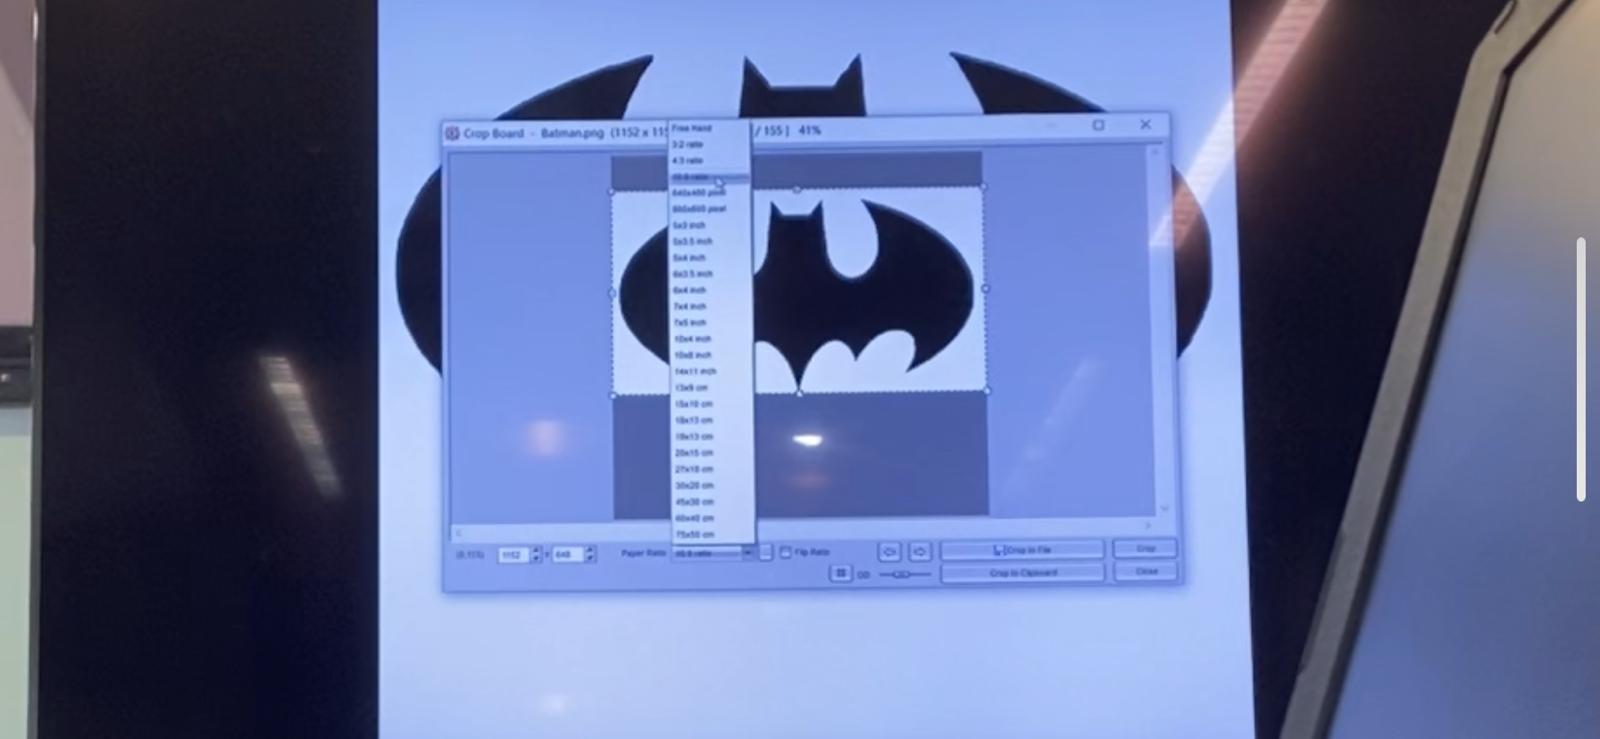 Crop Board - Batman.png (1152 x 115
/ 155 ] 41%
Free Hand
3:2 ratio
4:3 ratio
16:9 ratio
640x480 pixel
800x600 pixel
5x3 inch
5x3.5 inch
5x4 inch
6x3.5 inch
6x4 inch
7x4 inch
7x5 inch
10x4 inch
10x8 inch
14x11 inch
13x9 cm
15x10 cm
18x13 cm
19x13 cm
20x15 cm
27x18 cm
30x20 cm
45x30 cm
60x40 cm
75x50 cm
1152 x 648 Paper Ratio 16:9 ratio Flip Ratio Crop to File Crop
Crop to Clipboard Close